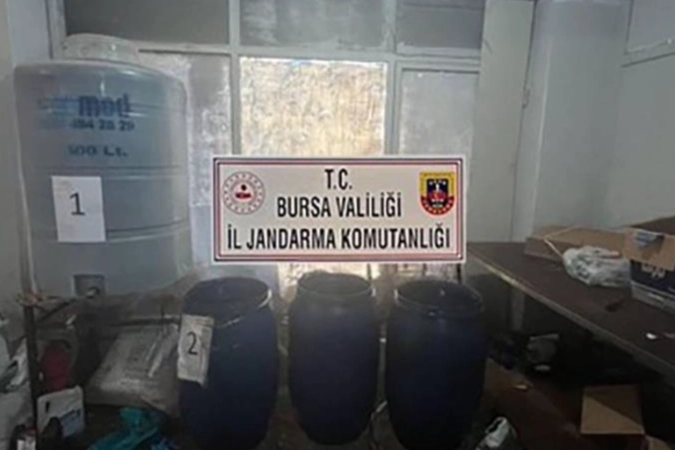 500 Lt.
1
T.C.
BURSA VALİLİĞİ
İL JANDARMA KOMUTANLIĞI
2